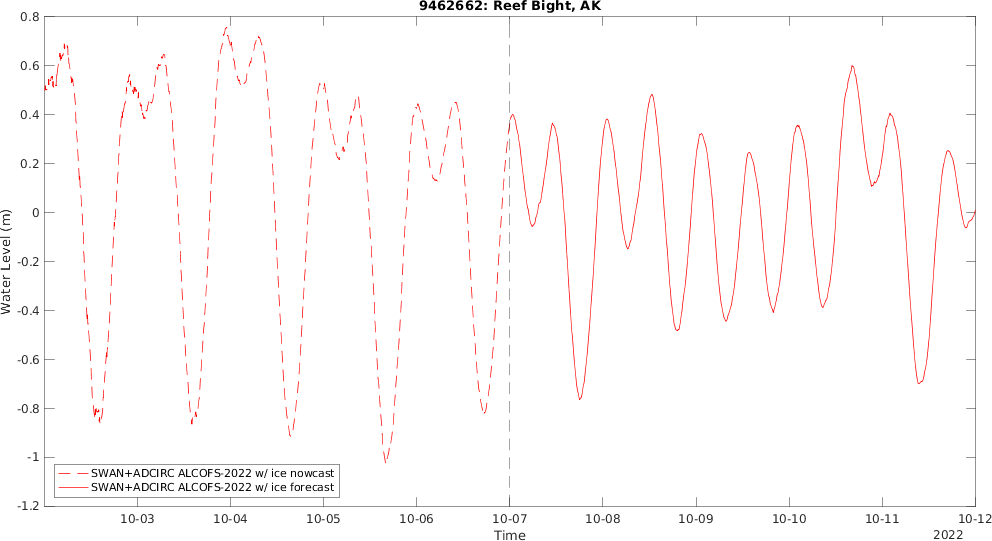 9462662: Reef Bight, AK
0.8
0.6
0.4
0.2
0
-0.2
-0.4
-0.6
-0.8
-1
-1.2
Water Level (m)
SWAN+ADCIRC ALCOFS-2022 w/ ice nowcast
SWAN+ADCIRC ALCOFS-2022 w/ ice forecast
10-03 10-04 10-05 10-06 10-07 10-08 10-09 10-10 10-11 10-12
Time
2022